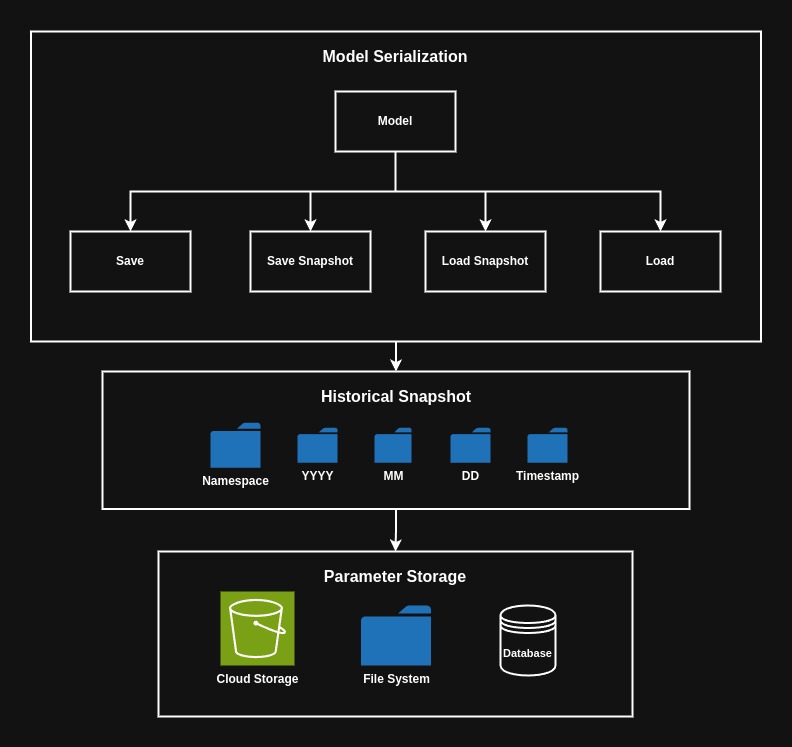 Model Serialization
Model
Save
Save Snapshot
Load Snapshot
Load
Historical Snapshot
Namespace
YYYY
MM
DD
Timestamp
Parameter Storage
Cloud Storage
File System
Database